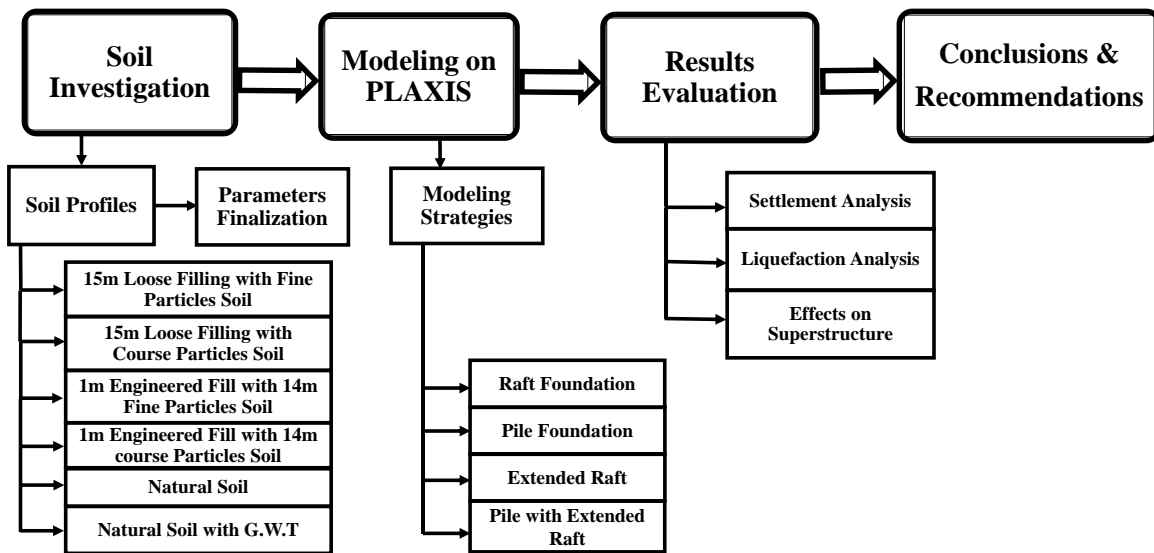 Soil
Investigation
Modeling on
PLAXIS
Results
Evaluation
Conclusions &
Recommendations
Soil Profiles
Parameters
Finalization
15m Loose Filling with Fine
Particles Soil
15m Loose Filling with
Course Particles Soil
1m Engineered Fill with 14m
Fine Particles Soil
1m Engineered Fill with 14m
course Particles Soil
Natural Soil
Natural Soil with G.W.T
Modeling
Strategies
Raft Foundation
Pile Foundation
Extended Raft
Pile with Extended
Raft
Settlement Analysis
Liquefaction Analysis
Effects on
Superstructure